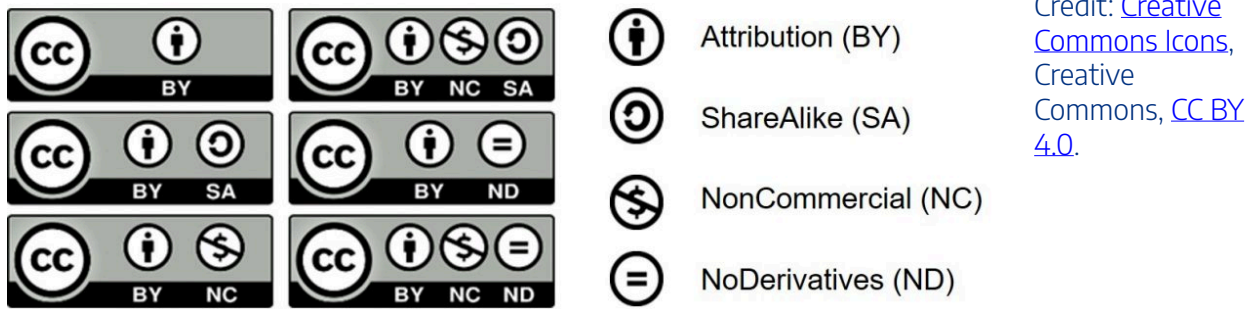 CC BY
CC BY NC SA
CC BY SA
CC BY ND
CC BY NC
CC BY NC ND
Attribution (BY)
ShareAlike (SA)
NonCommercial (NC)
NoDerivatives (ND)
Credit: Creative
Commons Icons,
Creative
Commons, CC BY
4.0.